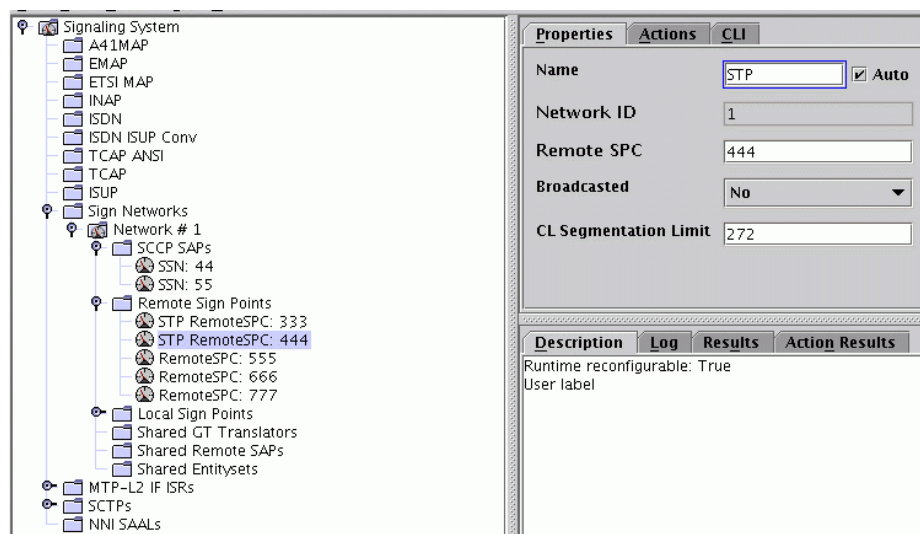 Signaling System
A41MAP
EMAP
ETSI MAP
INAP
ISDN
ISDN ISUP Conv
TCAP ANSI
TCAP
ISUP
Sign Networks
Network # 1
SCCP SAPs
SSN: 44
SSN: 55
Remote Sign Points
STP RemoteSPC: 333
STP RemoteSPC: 444
RemoteSPC: 555
RemoteSPC: 666
RemoteSPC: 777
Local Sign Points
Shared GT Translators
Shared Remote SAPs
Shared Entitysets
MTP-L2 IF ISRs
SCTPs
NNI SAALs
Properties Actions CLI
Name STP Auto
Network ID 1
Remote SPC 444
Broadcasted No
CL Segmentation Limit 272
Description Log Results Action Results
Runtime reconfigurable: True
User label